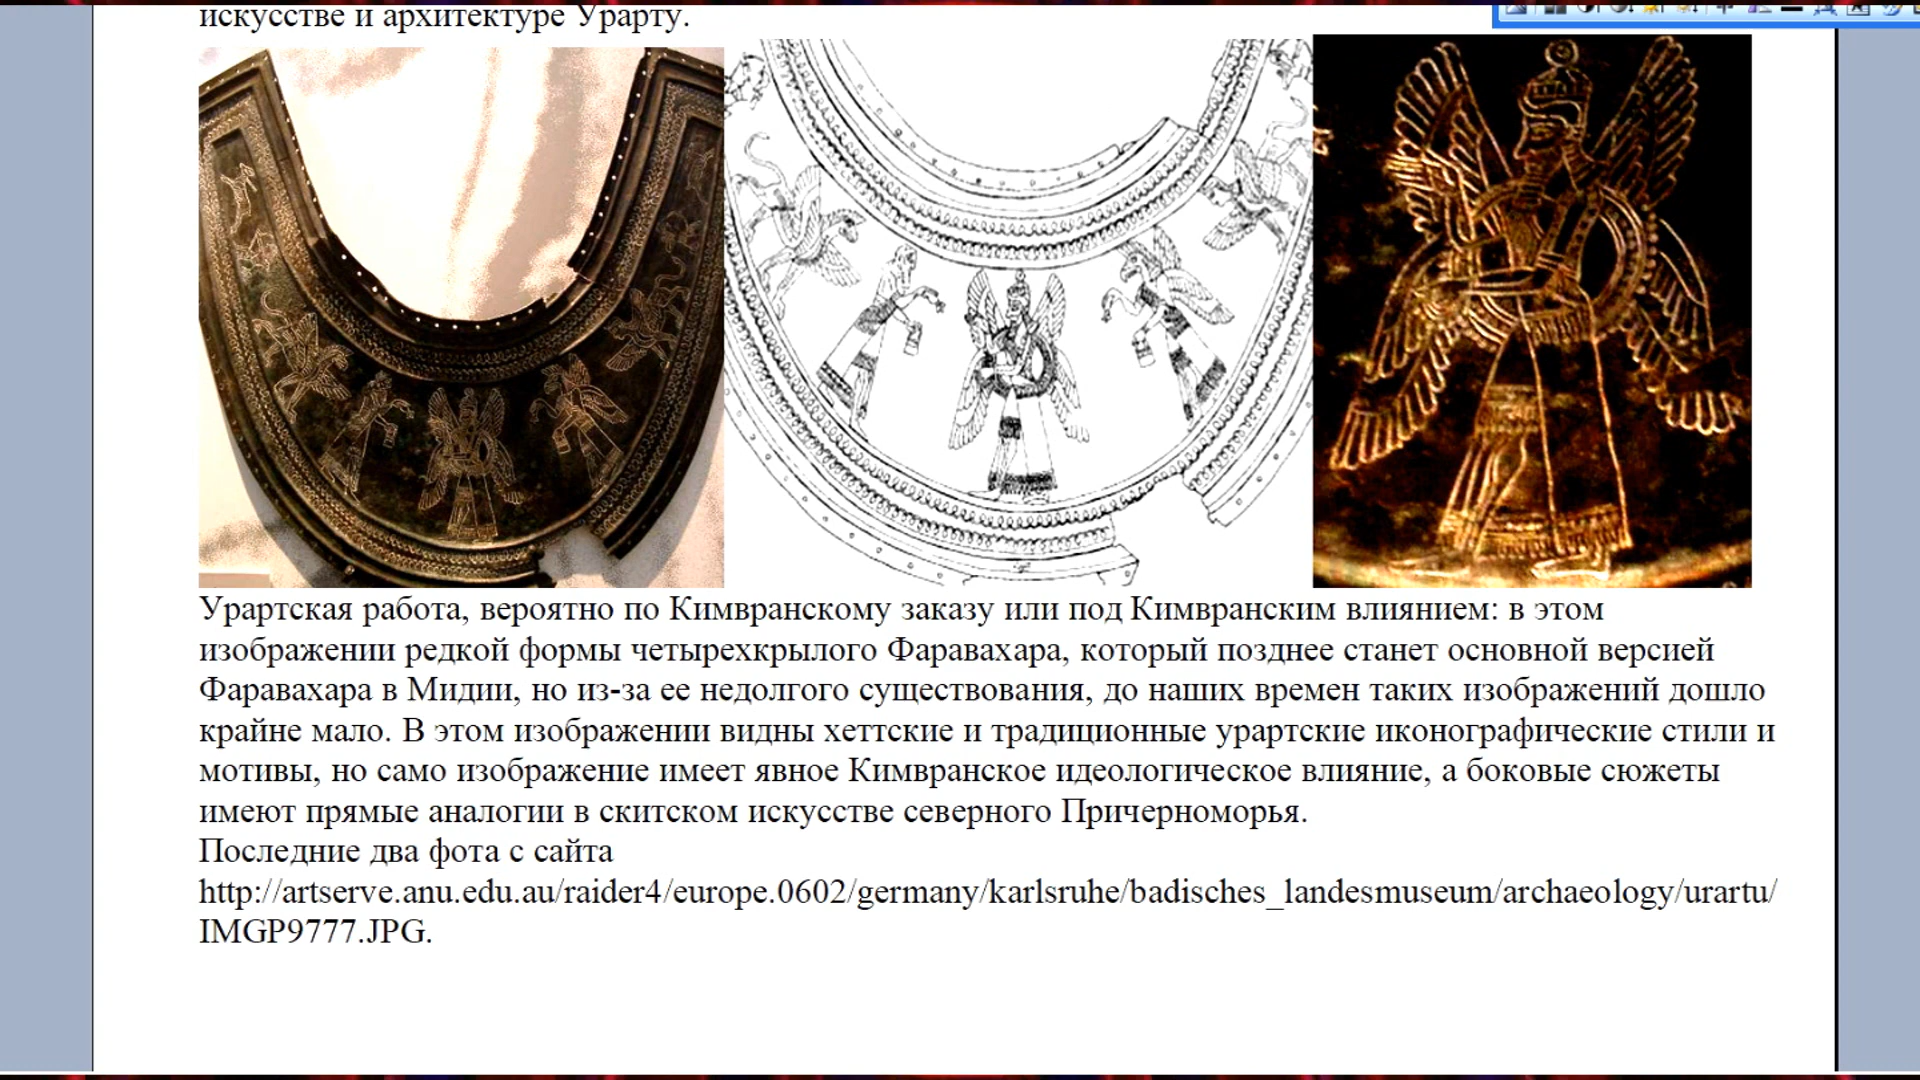 искусстве и архитектуре Урарту.
Урартская работа, вероятно по Кимвранскому заказу или под Кимвранским влиянием: в этом
изображении редкой формы четырехкрылого Фаравахара, который позднее станет основной версией
Фаравахара в Мидии, но из-за ее недолгого существования, до наших времен таких изображений дошло
крайне мало. В этом изображении видны хеттские и традиционные урартские иконографические стили и
мотивы, но само изображение имеет явное Кимвранское идеологическое влияние, а боковые сюжеты
имеют прямые аналогии в скитском искусстве северного Причерноморья.
Последние два фота с сайта
http://artserve.anu.edu.au/raider4/europe.0602/germany/karlsruhe/badisches_landesmuseum/archaeology/urartu/
IMGP9777.JPG.